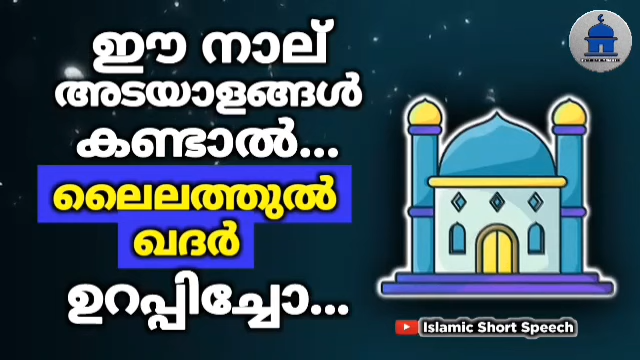 ഈ നാല്
അടയാളങ്ങൾ
കണ്ടാൽ...
ലൈലത്തുൽ
ഖദർ
ഉറപ്പിച്ചോ...
Islamic Short Speech